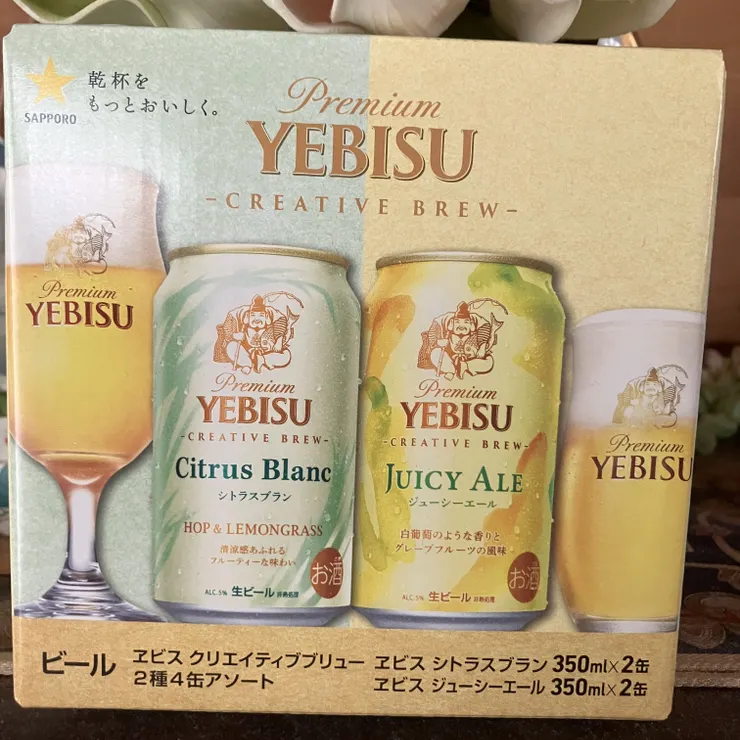 SAPPORO
乾杯を
もっとおいしく。
Premium
YEBISU
-CREATIVE BREW-
Premium
YEBISU
Premium
YEBISU
-CREATIVE BREW-
Citrus Blanc
シトラスブラン
HOP & LEMONGRASS
清涼感あふれる
フルーティーな味わい
お酒
ALC.5% 生ビール 非熱処理
Premium
YEBISU
-CREATIVE BREW-
JUICY ALE
ジューシーエール
白葡萄のような香りと
グレープフルーツの風味
お酒
ALC.5% 生ビール 非熱処理
Premium
YEBISU
ビール
ヱビス クリエイティブブリュー
2種4缶アソート
ヱビス シトラスブラン 350ml×2缶
ヱビス ジューシーエール 350ml×2缶